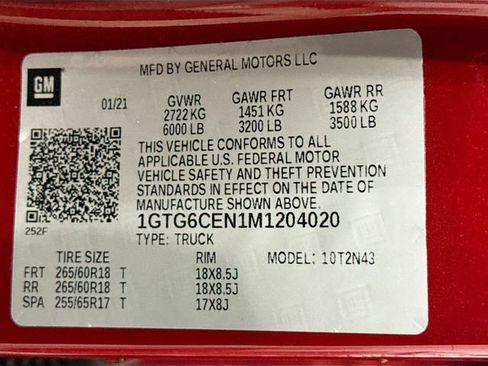 MFD BY GENERAL MOTORS LLC
GM
01/21 GVWR GAWR FRT GAWR RR
2722 KG 1451 KG 1588 KG
6000 LB 3200 LB 3500 LB
THIS VEHICLE CONFORMS TO ALL
APPLICABLE U.S. FEDERAL MOTOR
VEHICLE SAFETY AND THEFT PREVENTION
STANDARDS IN EFFECT ON THE DATE OF
MANUFACTURE SHOWN ABOVE.
1GTG6CEN1M1204020
252F
TYPE: TRUCK
TIRE SIZE RIM MODEL: 10T2N43
FRT 265/60R18 T 18X8.5J
RR 265/60R18 T 18X8.5J
SPA 255/65R17 T 17X8J